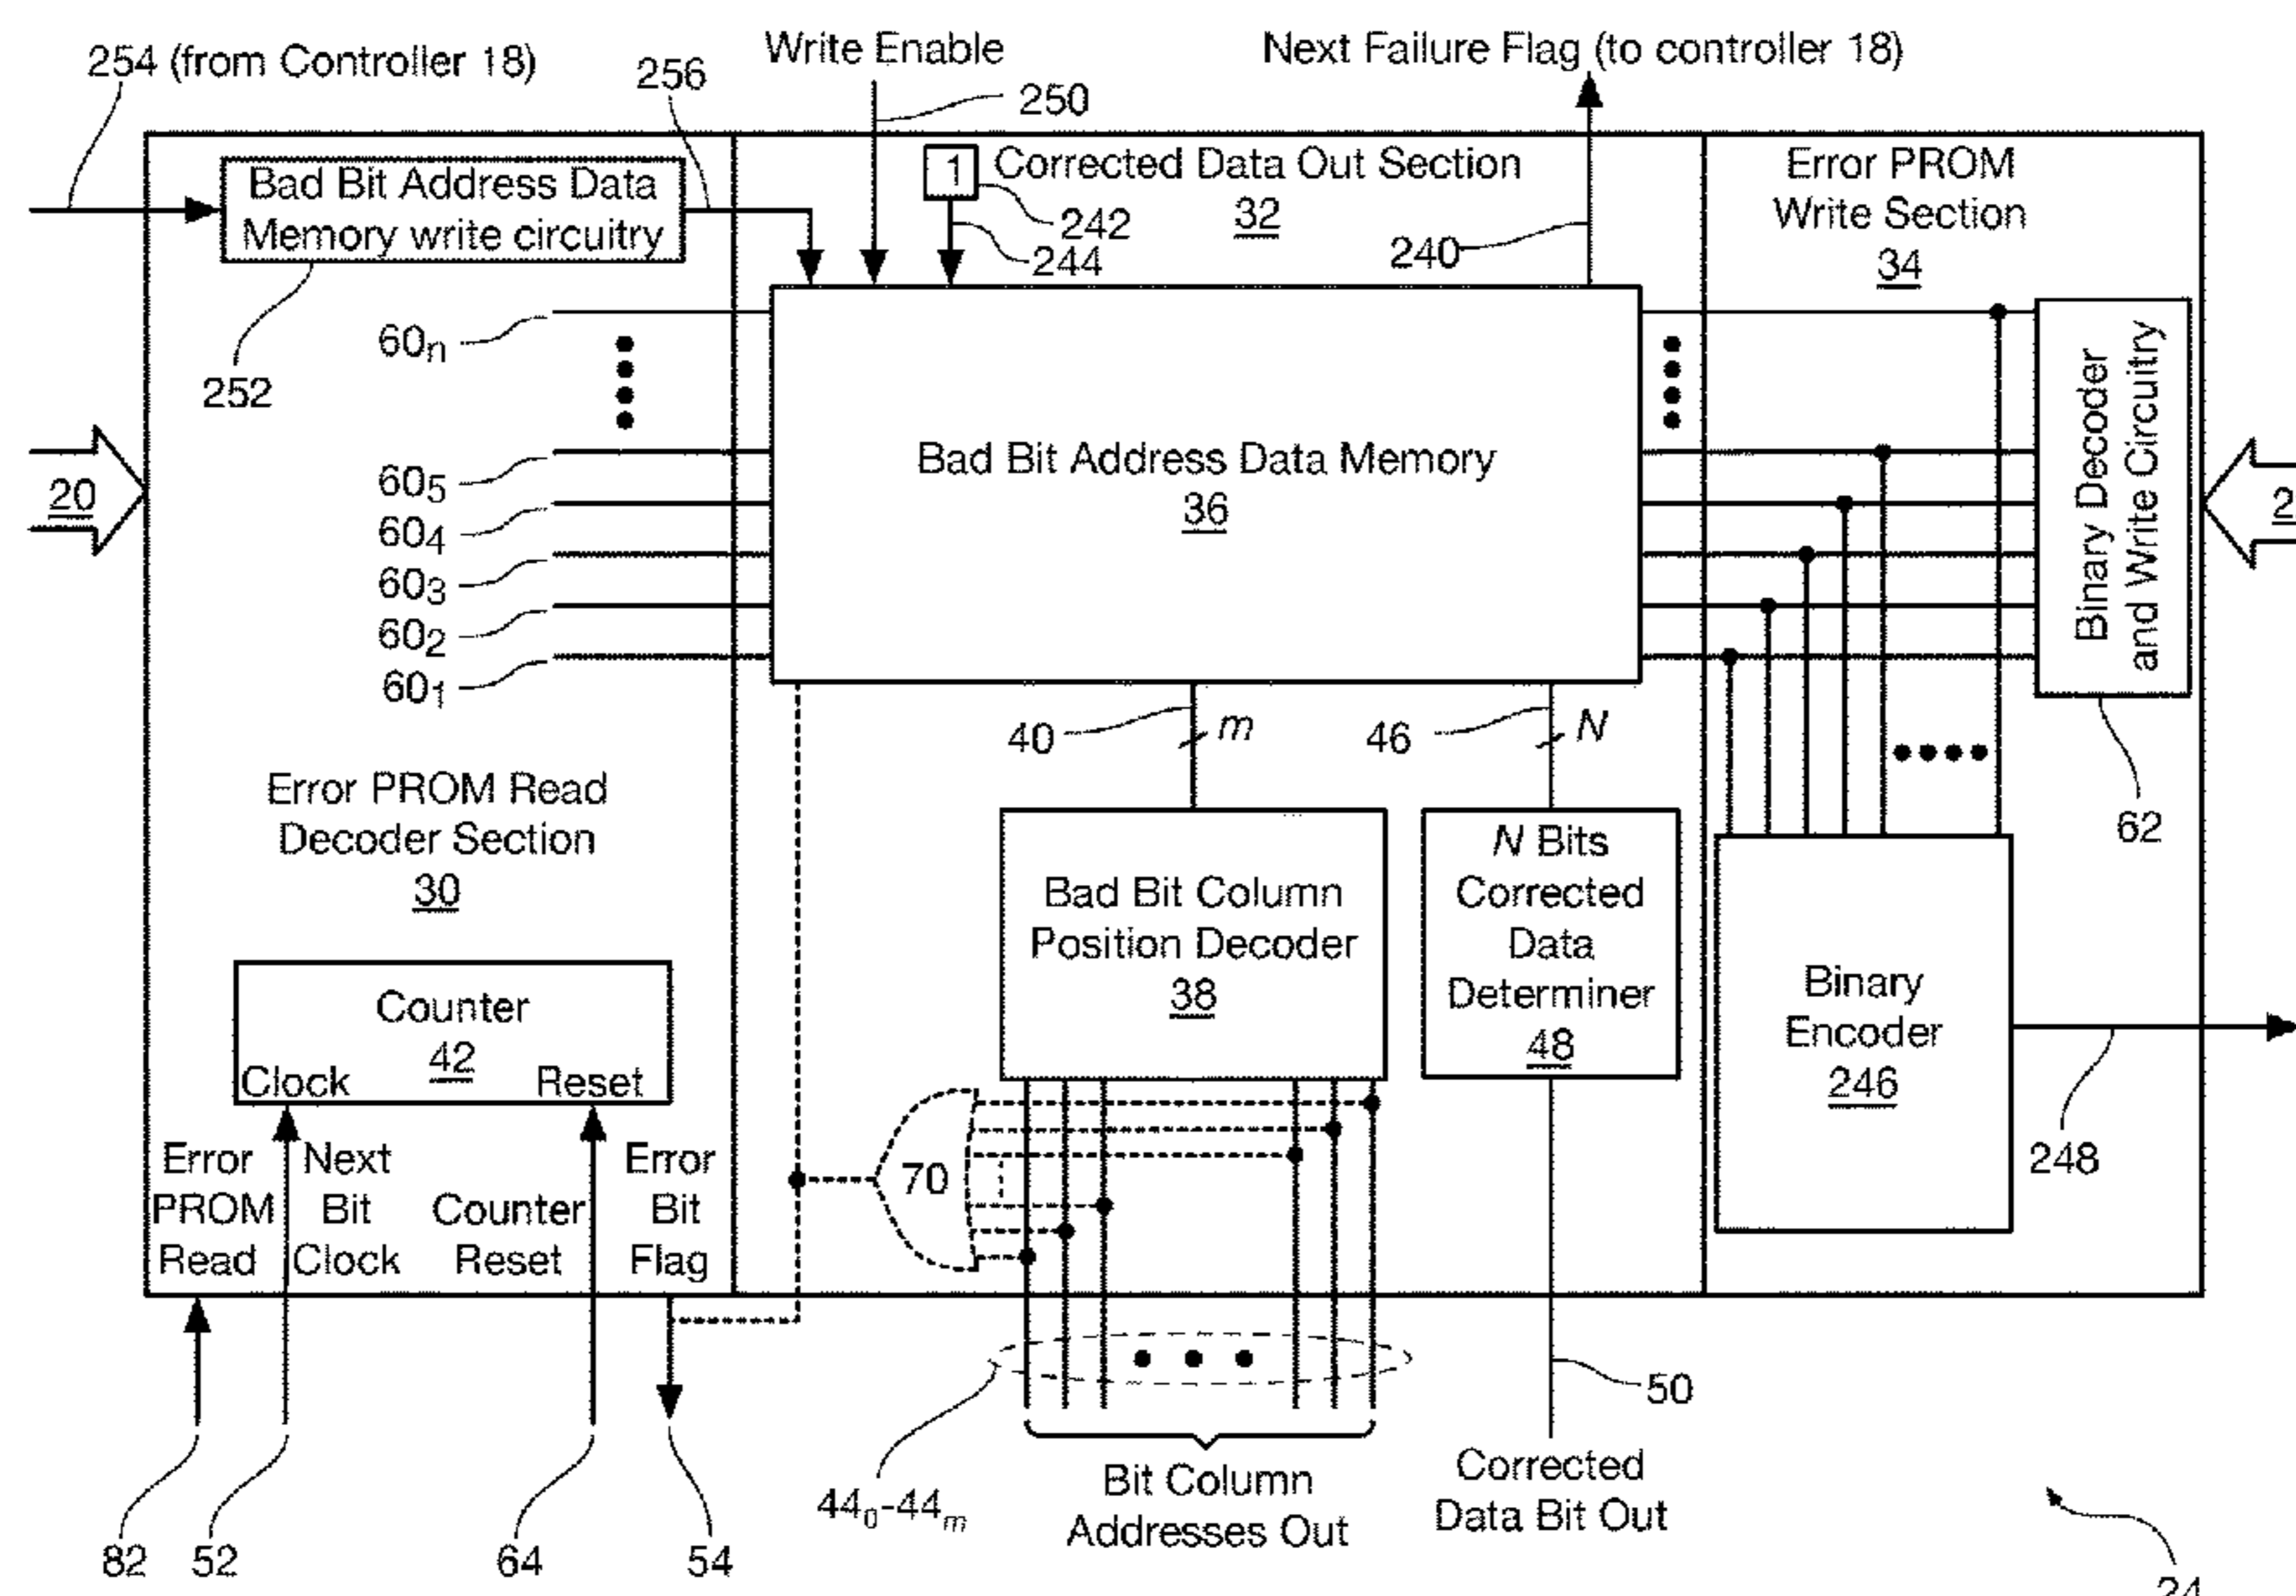 254 (from Controller 18)
256
Write Enable
250
Next Failure Flag (to controller 18)
Bad Bit Address Data
Memory write circuitry
252
1
242
244
Corrected Data Out Section
32
240
Error PROM
Write Section
34
60n
605
604
603
602
601
20
Bad Bit Address Data Memory
36
Binary Decoder
and Write Circuitry
2
62
40
m
46
N
Error PROM Read
Decoder Section
30
Counter
42
Clock
Reset
Bad Bit Column
Position Decoder
38
N Bits
Corrected
Data
Determiner
48
Binary
Encoder
246
248
Error
PROM
Read
Next
Bit
Clock
Counter
Reset
Error
Bit
Flag
70
82
52
64
54
440-44m
Bit Column
Addresses Out
50
Corrected
Data Bit Out
24